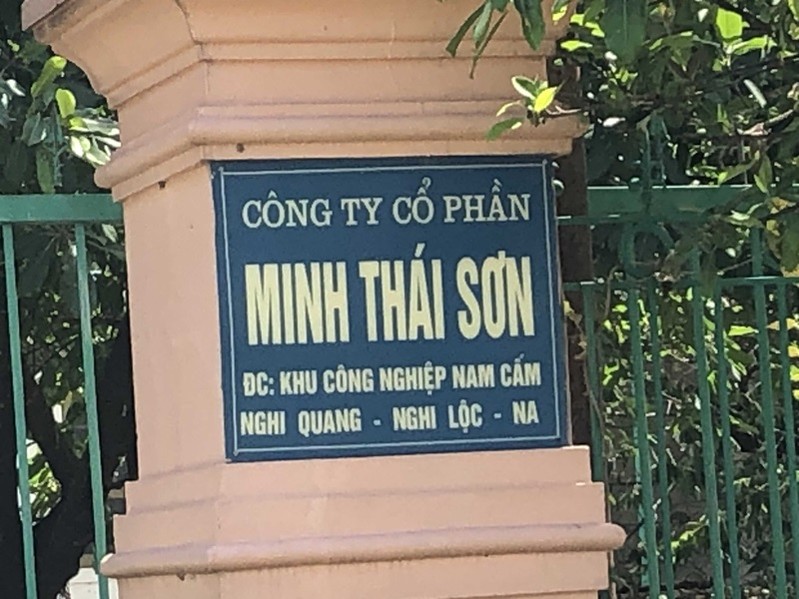 CÔNG TY CỔ PHẦN
MINH THÁI SƠN
ĐC: KHU CÔNG NGHIỆP NAM CẤM
NGHI QUANG - NGHI LỘC - NA